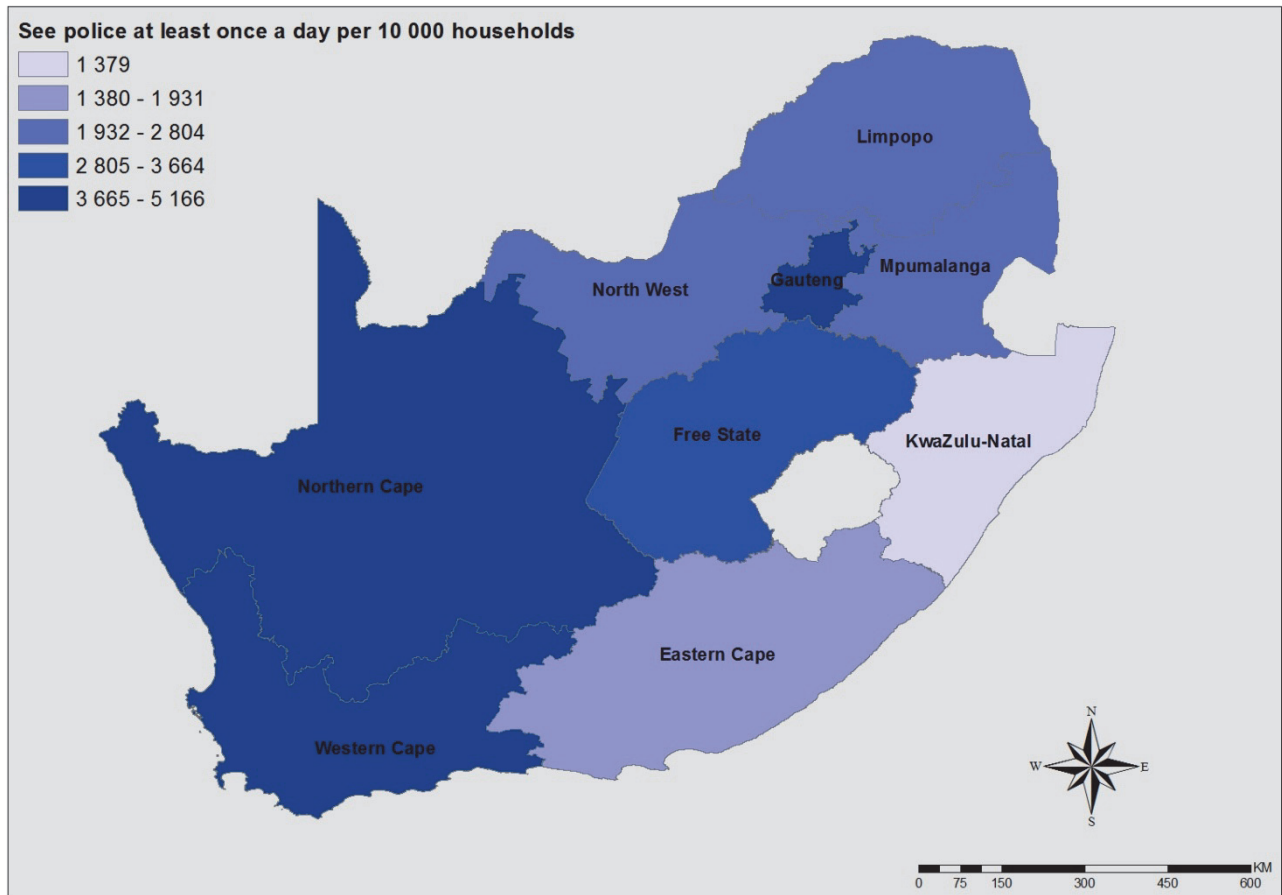 See police at least once a day per 10 000 households
1 379
1 380 - 1 931
1 932 - 2 804
2 805 - 3 664
3 665 - 5 166
Limpopo
Mpumalanga
Gauteng
North West
Free State
KwaZulu-Natal
Northern Cape
Eastern Cape
Western Cape
N
W E
S
KM
0 75 150 300 450 600